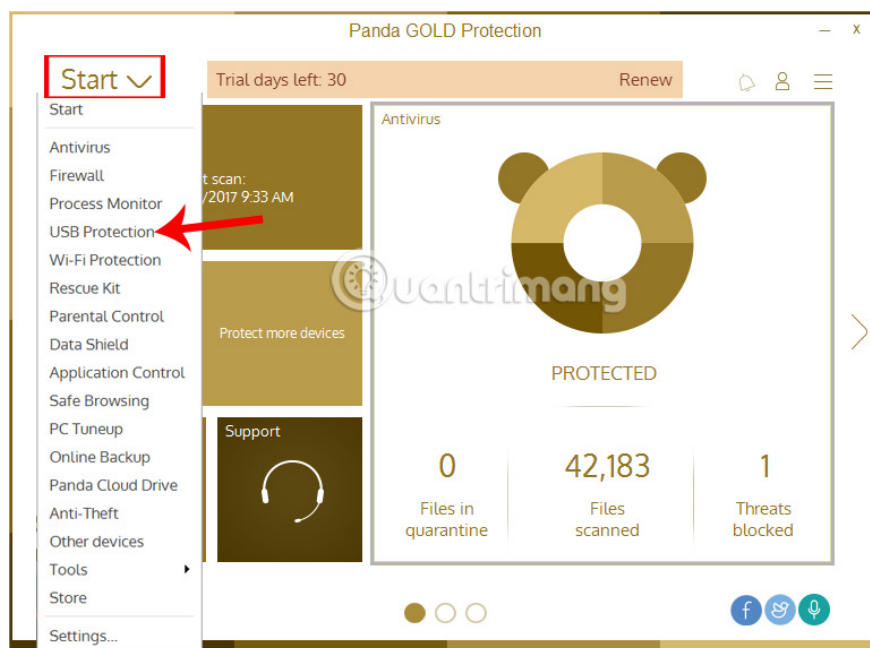 Panda GOLD Protection
Start
Trial days left: 30
Renew
Start
Antivirus
Firewall
Process Monitor
USB Protection
Wi-Fi Protection
Rescue Kit
Parental Control
Data Shield
Application Control
Safe Browsing
PC Tuneup
Online Backup
Panda Cloud Drive
Anti-Theft
Other devices
Tools
Store
Settings...
scan:
/2017 9:33 AM
Protect more devices
Support
Antivirus
Quantrimang
PROTECTED
0
Files in
quarantine
42,183
Files
scanned
1
Threats
blocked